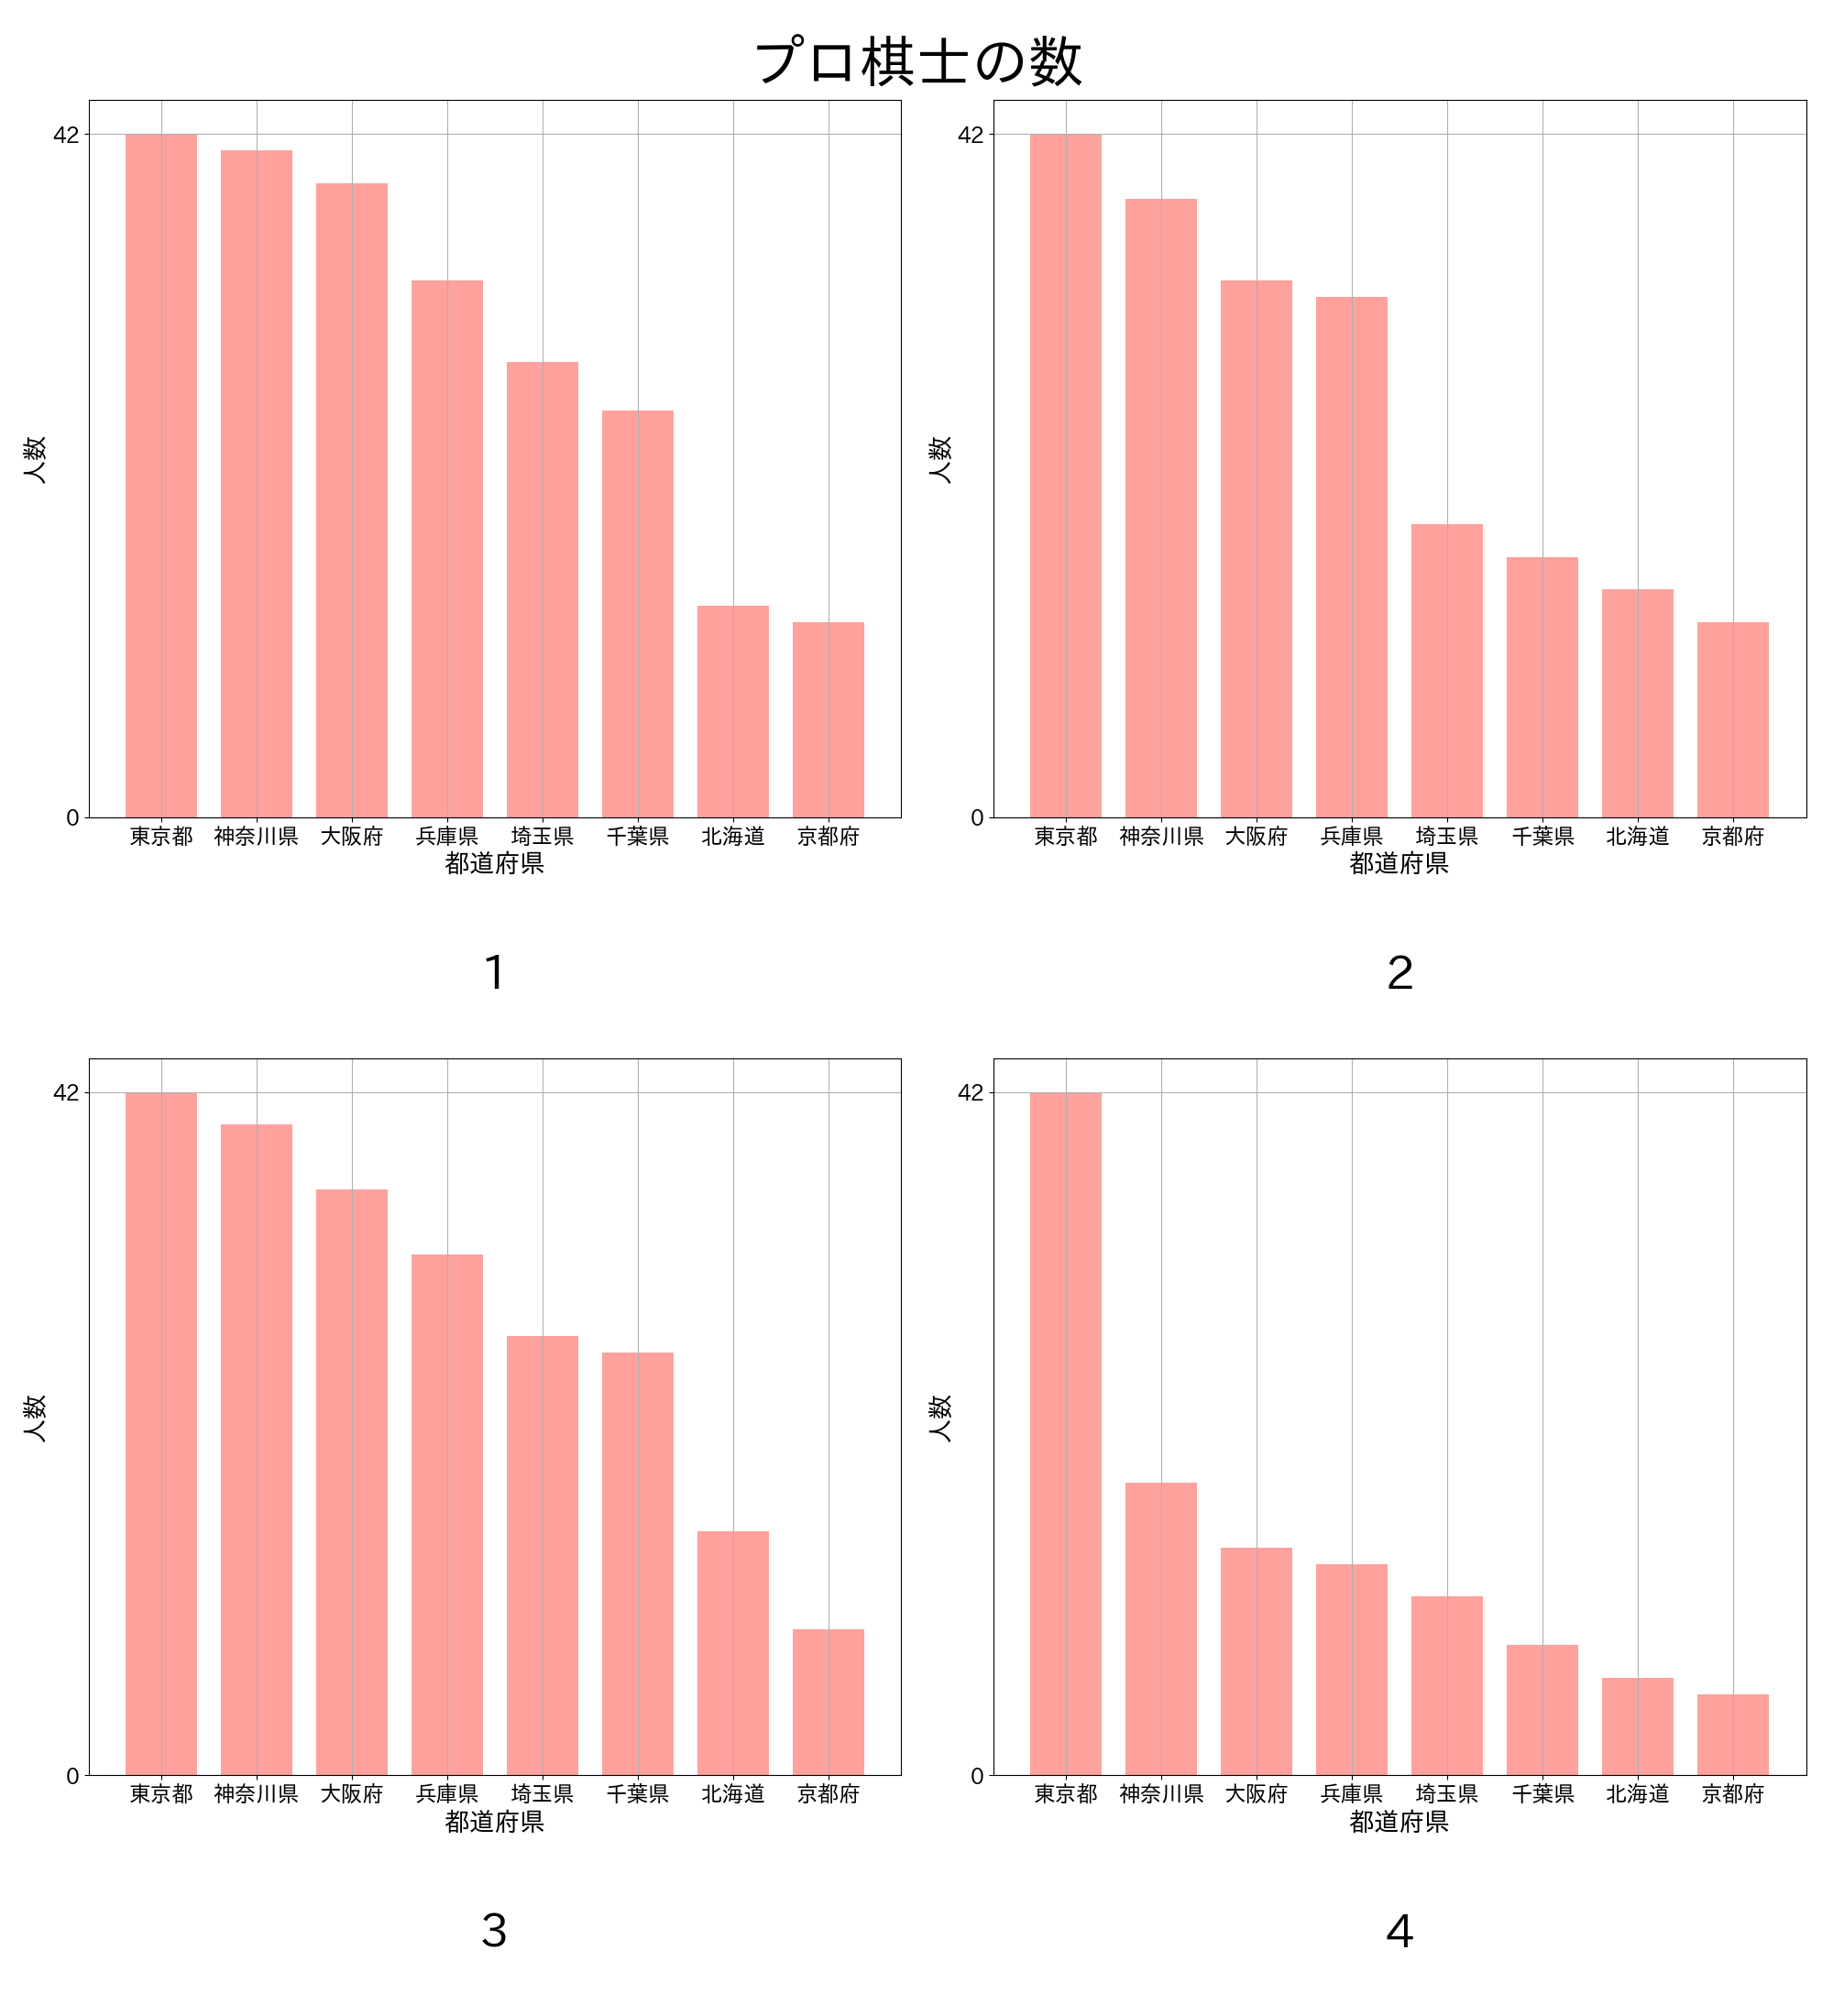 プロ棋士の数
42
0
人数
東京都 神奈川県 大阪府 兵庫県 埼玉県 千葉県 北海道 京都府
都道府県
1
42
0
人数
東京都 神奈川県 大阪府 兵庫県 埼玉県 千葉県 北海道 京都府
都道府県
2
42
0
人数
東京都 神奈川県 大阪府 兵庫県 埼玉県 千葉県 北海道 京都府
都道府県
3
42
0
人数
東京都 神奈川県 大阪府 兵庫県 埼玉県 千葉県 北海道 京都府
都道府県
4